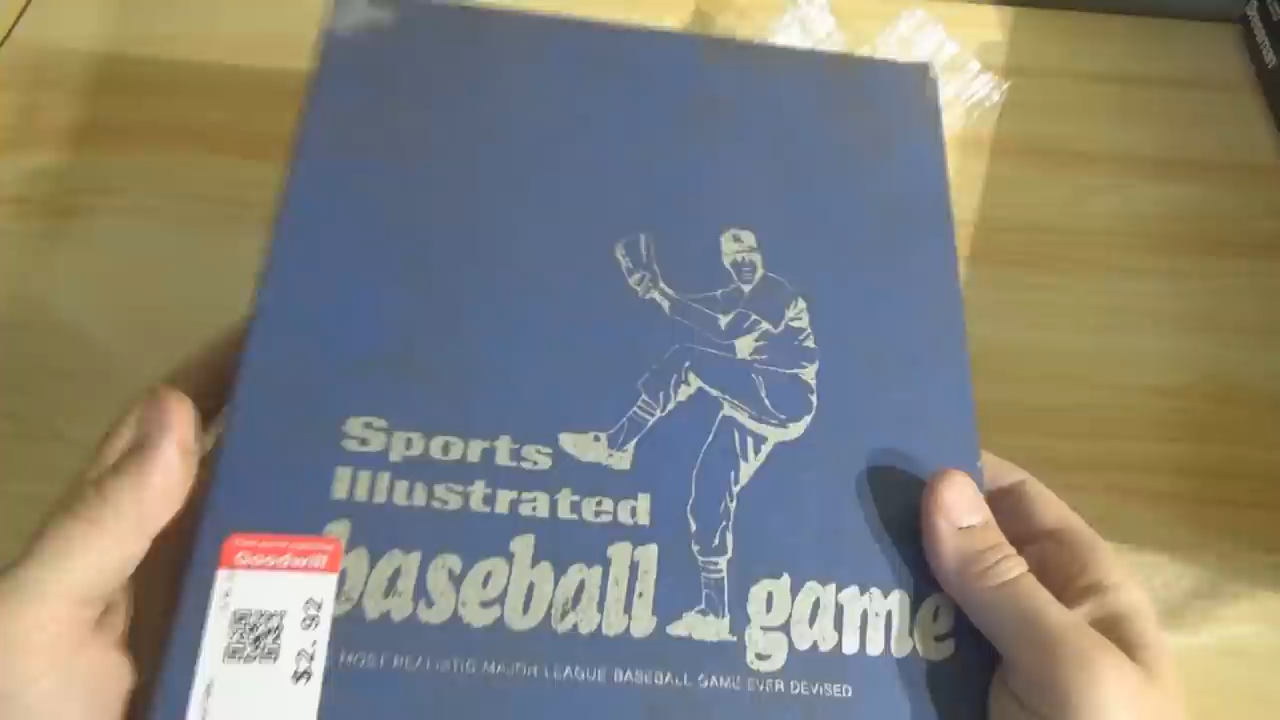 Sports
Illustrated
baseball game
MOST REALISTIC MAJOR LEAGUE BASEBALL GAME EVER DEVISED
Goodwill
$2.92